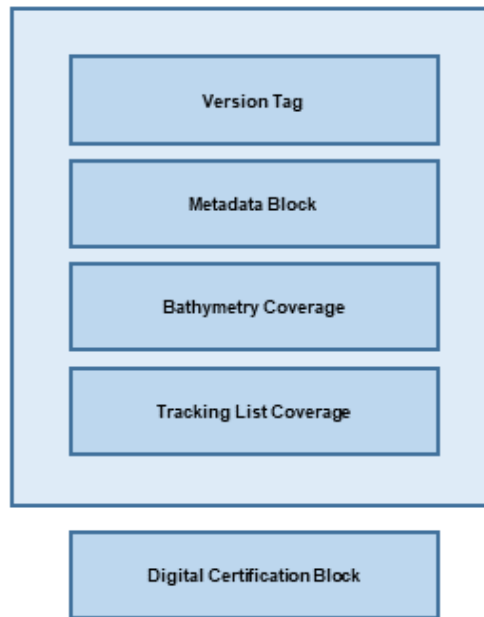 Version Tag
Metadata Block
Bathymetry Coverage
Tracking List Coverage
Digital Certification Block